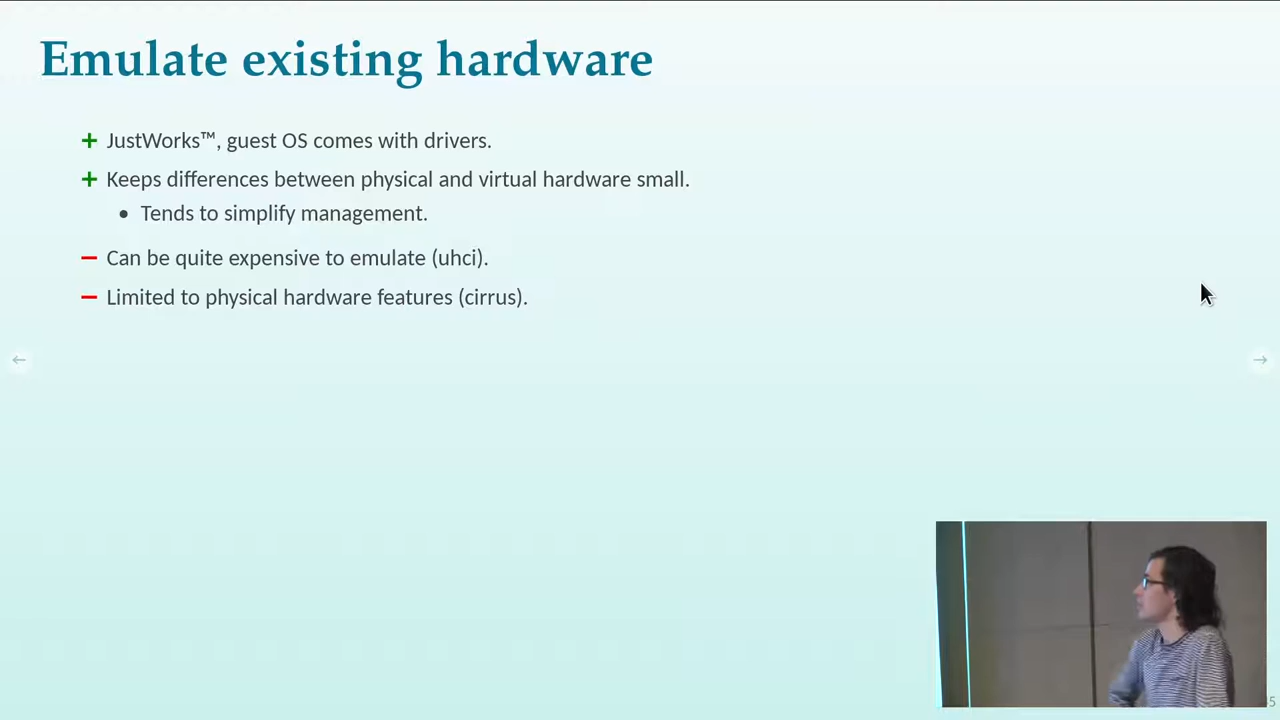 Emulate existing hardware
+ JustWorks™, guest OS comes with drivers.
+ Keeps differences between physical and virtual hardware small.
• Tends to simplify management.
− Can be quite expensive to emulate (uhci).
− Limited to physical hardware features (cirrus).
← →